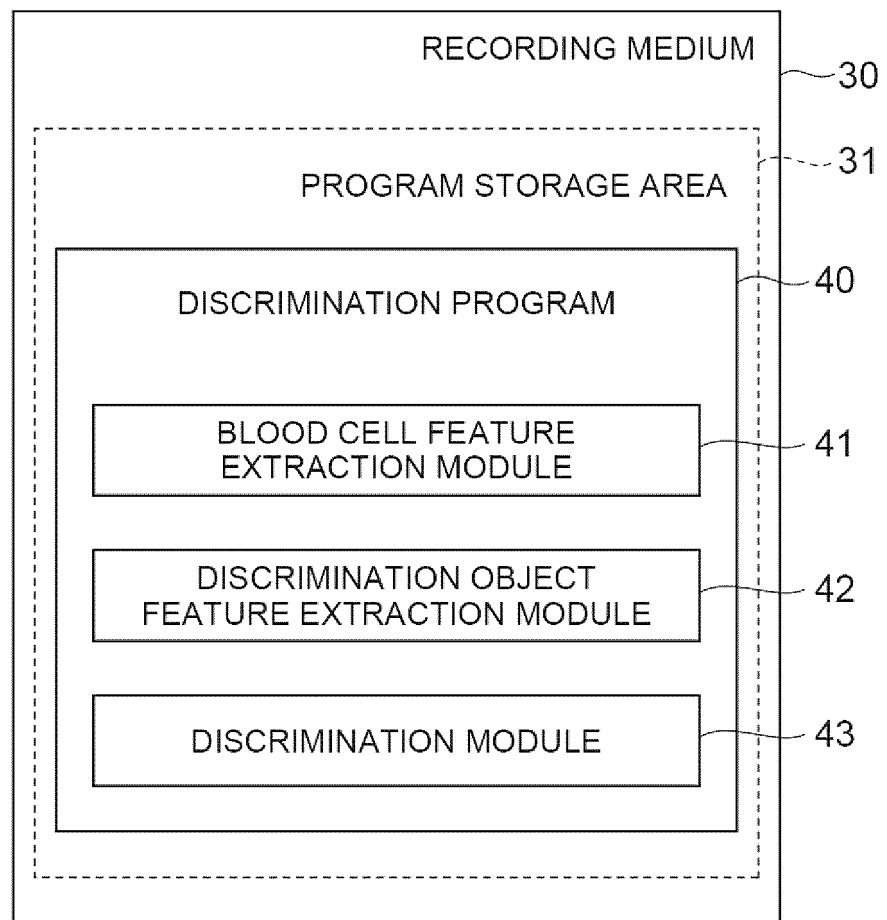 RECORDING MEDIUM
30
31
PROGRAM STORAGE AREA
40
DISCRIMINATION PROGRAM
BLOOD CELL FEATURE
EXTRACTION MODULE
41
DISCRIMINATION OBJECT
FEATURE EXTRACTION MODULE
42
DISCRIMINATION MODULE
43